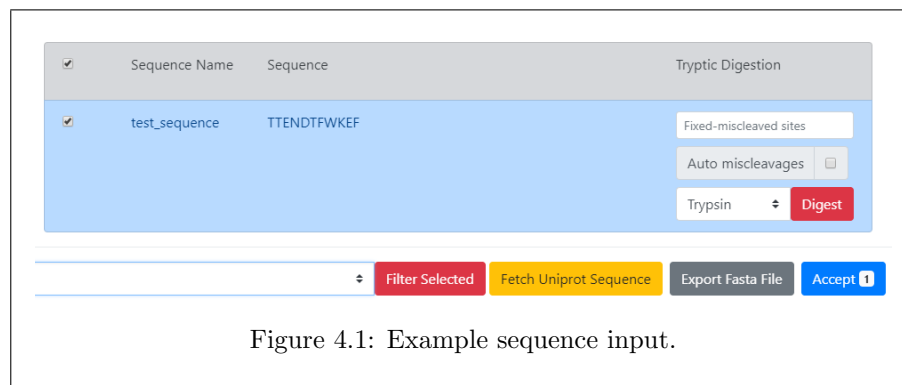 Sequence Name Sequence Tryptic Digestion
test_sequence TTENDTFWKEF
Fixed-miscleaved sites
Auto miscleavages
Trypsin Digest
Filter Selected Fetch Uniprot Sequence Export Fasta File Accept 1
Figure 4.1: Example sequence input.